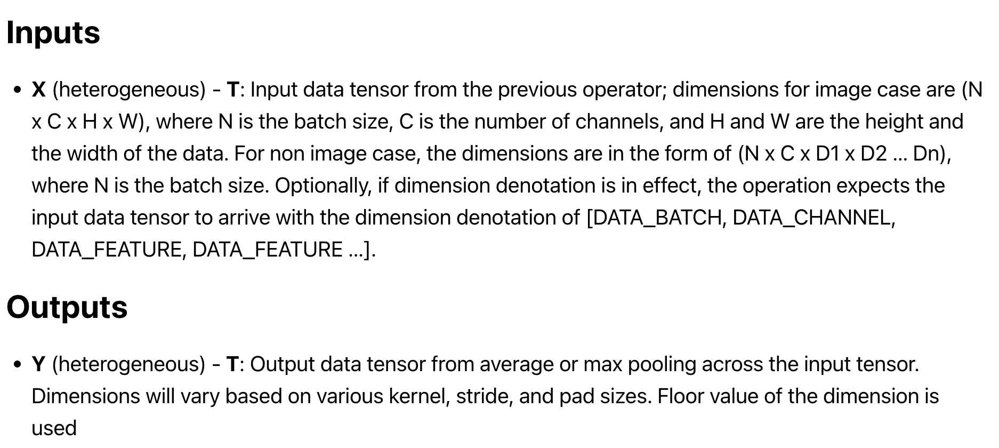 Inputs
• X (heterogeneous) - T: Input data tensor from the previous operator; dimensions for image case are (N
x C x H x W), where N is the batch size, C is the number of channels, and H and W are the height and
the width of the data. For non image case, the dimensions are in the form of (N x C x D1 x D2 … Dn),
where N is the batch size. Optionally, if dimension denotation is in effect, the operation expects the
input data tensor to arrive with the dimension denotation of [DATA_BATCH, DATA_CHANNEL,
DATA_FEATURE, DATA_FEATURE …].
Outputs
• Y (heterogeneous) - T: Output data tensor from average or max pooling across the input tensor.
Dimensions will vary based on various kernel, stride, and pad sizes. Floor value of the dimension is
used